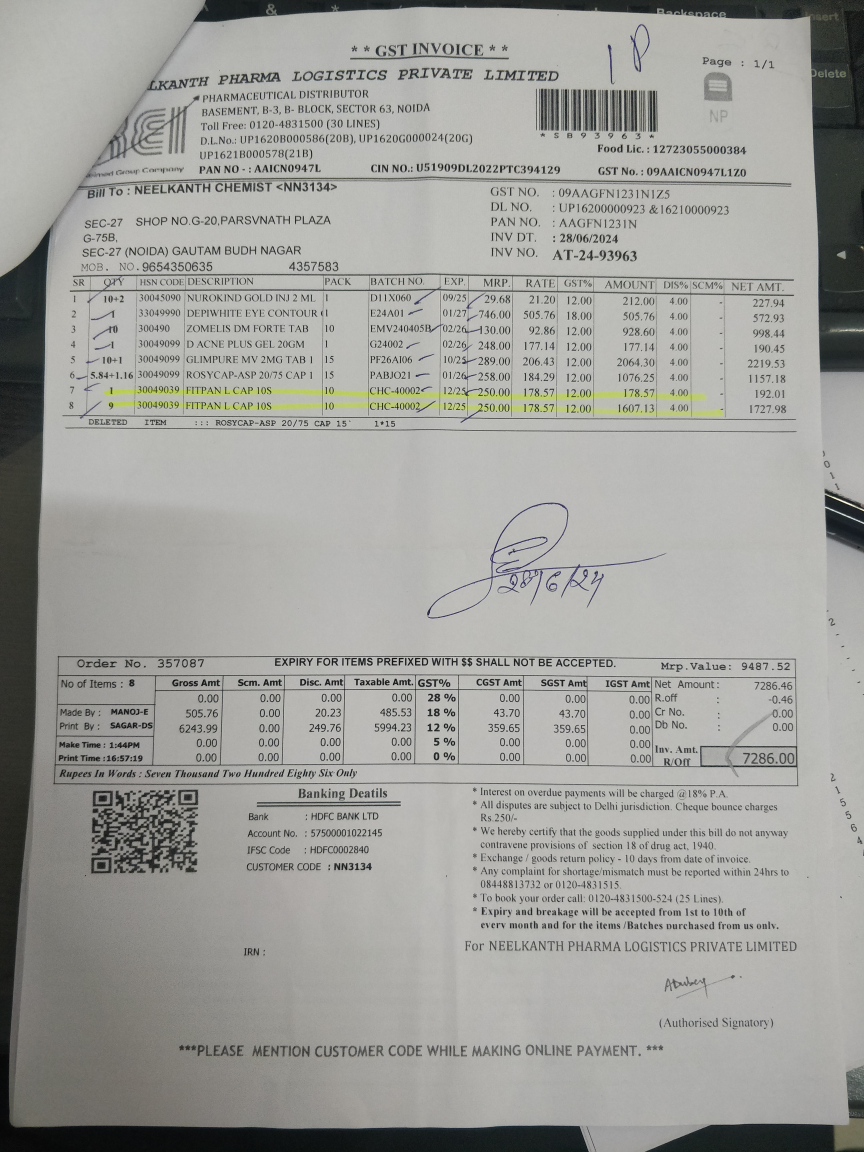 ** GST INVOICE **
1P
Page : 1/1
LKANTH PHARMA LOGISTICS PRIVATE LIMITED
PHARMACEUTICAL DISTRIBUTOR
BASEMENT, B-3, B- BLOCK, SECTOR 63, NOIDA
Toll Free: 0120-4831500 (30 LINES)
D.L.No.: UP1620B000586(20B), UP1620G000024(20G)
UP1621B000578(21B)
Group Company
PAN NO - : AAICN0947L
CIN NO.: U51909DL2022PTC394129
*SB93963*
NP
Food Lic. : 12723055000384
GST No. : 09AAICN0947L1Z0
Bill To : NEELKANTH CHEMIST <NN3134>
SEC-27 SHOP NO.G-20,PARSVNATH PLAZA
G-75B,
SEC-27 (NOIDA) GAUTAM BUDH NAGAR
MOB. NO.9654350635 4357583
GST NO. : 09AAGFN1231N1Z5
DL NO. : UP16200000923 &16210000923
PAN NO. : AAGFN1231N
INV DT. : 28/06/2024
INV NO. AT-24-93963
SR QTY HSN CODE DESCRIPTION PACK BATCH NO. EXP. MRP. RATE GST% AMOUNT DIS% SCM% NET AMT.
1 10+2 30045090 NUROKIND GOLD INJ 2 ML 1 D11X060 09/25 29.68 21.20 12.00 212.00 4.00 - 227.94
2 1 33049990 DEPIWHITE EYE CONTOUR ( 1 E24A01 01/27 746.00 505.76 18.00 505.76 4.00 - 572.93
3 10 300490 ZOMELIS DM FORTE TAB 10 EMV240405B 02/26 130.00 92.86 12.00 928.60 4.00 - 998.44
4 1 30049099 D ACNE PLUS GEL 20GM 1 G24002 02/26 248.00 177.14 12.00 177.14 4.00 - 190.45
5 10+1 30049099 GLIMPURE MV 2MG TAB 1 15 PF26AI06 10/25 289.00 206.43 12.00 2064.30 4.00 - 2219.53
6 5.84+1.16 30049099 ROSYCAP-ASP 20/75 CAP 1 15 PABJO21 01/26 258.00 184.29 12.00 1076.25 4.00 - 1157.18
7 1 30049039 FITPAN L CAP 10S 10 CHC-40002 12/25 250.00 178.57 12.00 178.57 4.00 - 192.01
8 9 30049039 FITPAN L CAP 10S 10 CHC-40002 12/25 250.00 178.57 12.00 1607.13 4.00 - 1727.98
DELETED ITEM ::: ROSYCAP-ASP 20/75 CAP 15` 1*15
28/6/24
Order No. 357087 EXPIRY FOR ITEMS PREFIXED WITH $$ SHALL NOT BE ACCEPTED. Mrp.Value: 9487.52
No of Items : 8 Gross Amt Scm. Amt Disc. Amt Taxable Amt. GST% CGST Amt SGST Amt IGST Amt
0.00 0.00 0.00 0.00 28 % 0.00 0.00 0.00
Made By : MANOJ-E 505.76 0.00 20.23 485.53 18 % 43.70 43.70 0.00
Print By : SAGAR-DS 6243.99 0.00 249.76 5994.23 12 % 359.65 359.65 0.00
Make Time : 1:44PM 0.00 0.00 0.00 0.00 5 % 0.00 0.00 0.00
Print Time :16:57:19 0.00 0.00 0.00 0.00 0 % 0.00 0.00 0.00
Net Amount: 7286.46
R.off : -0.46
Cr No. : 0.00
Db No. : 0.00
Inv. Amt. R/Off 7286.00
Rupees In Words : Seven Thousand Two Hundred Eighty Six Only
Banking Deatils
Bank : HDFC BANK LTD
Account No. : 57500001022145
IFSC Code : HDFC0002840
CUSTOMER CODE : NN3134
* Interest on overdue payments will be charged @18% P.A.
* All disputes are subject to Delhi jurisdiction. Cheque bounce charges
Rs.250/-
* We hereby certify that the goods supplied under this bill do not anyway
contravene provisions of section 18 of drug act, 1940.
* Exchange / goods return policy - 10 days from date of invoice.
* Any complaint for shortage/mismatch must be reported within 24hrs to
08448813732 or 0120-4831515.
* To book your order call: 0120-4831500-524 (25 Lines).
* Expiry and breakage will be accepted from 1st to 10th of
every month and for the items /Batches purchased from us only.
IRN :
For NEELKANTH PHARMA LOGISTICS PRIVATE LIMITED
(Authorised Signatory)
***PLEASE MENTION CUSTOMER CODE WHILE MAKING ONLINE PAYMENT. ***
Backspace
Insert
Delete